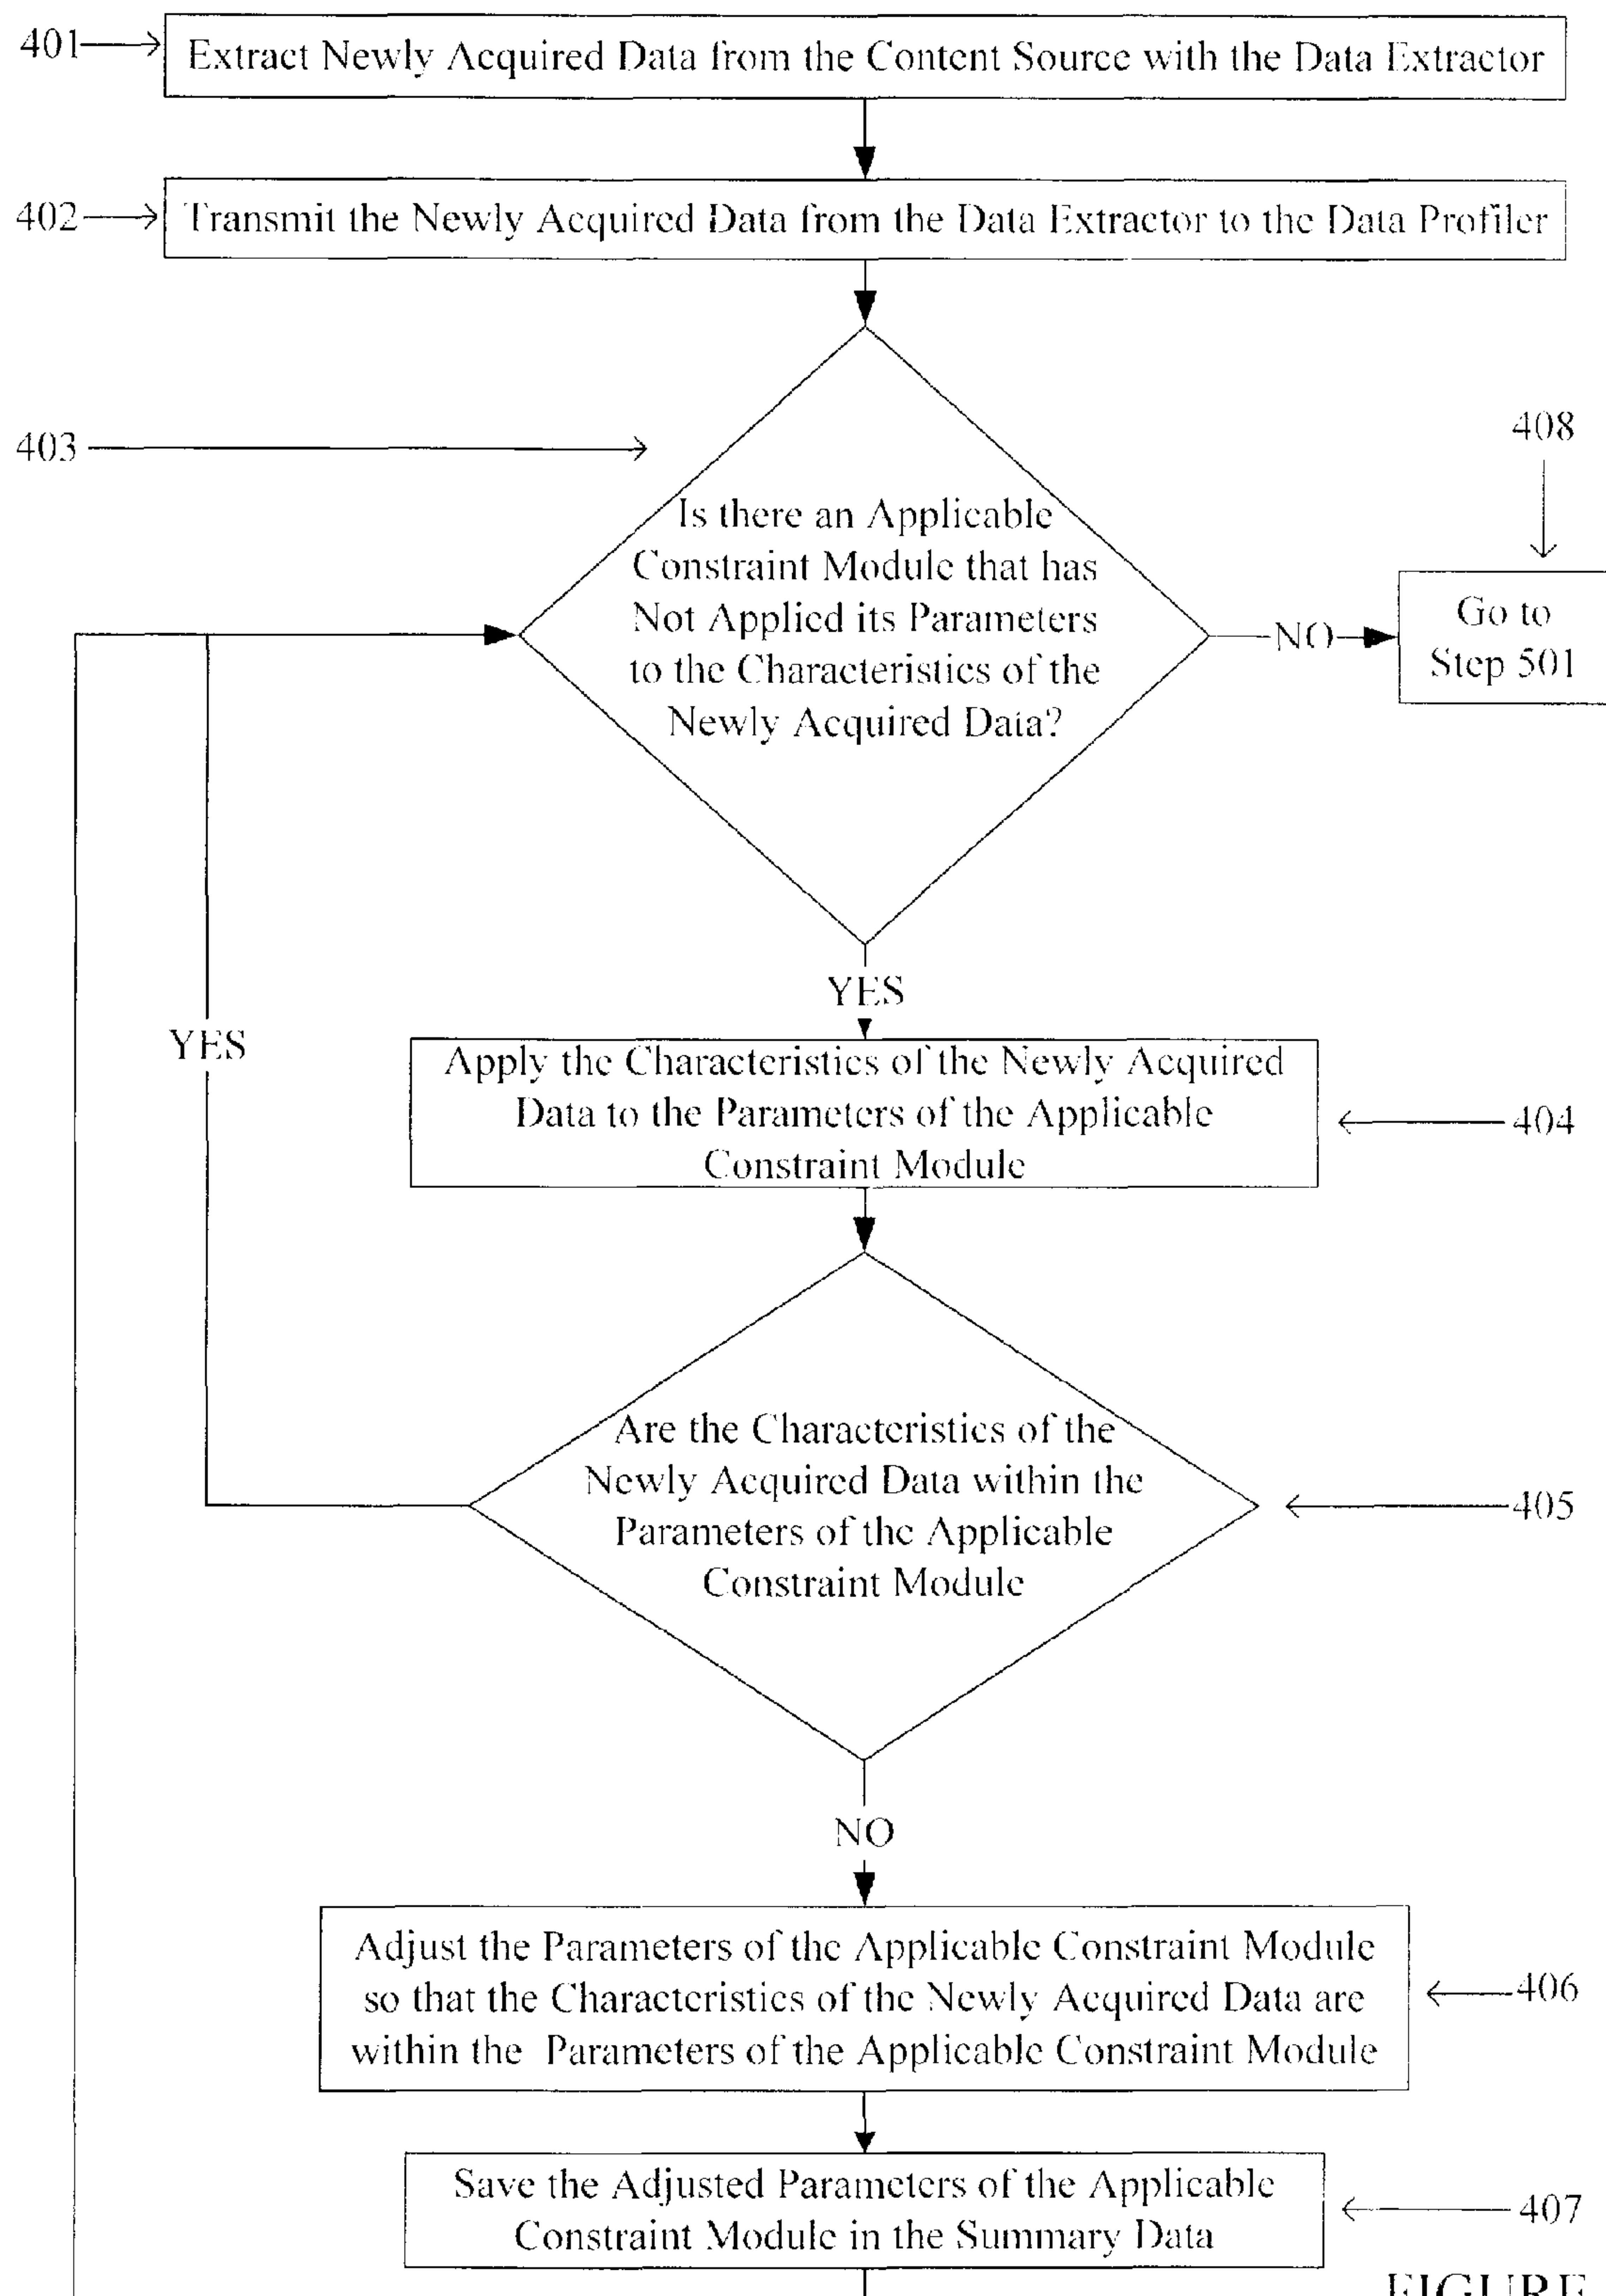 401
Extract Newly Acquired Data from the Content Source with the Data Extractor
402
Transmit the Newly Acquired Data from the Data Extractor to the Data Profiler
403
408
Is there an Applicable
Constraint Module that has
Not Applied its Parameters
to the Characteristics of the
Newly Acquired Data?
NO
Go to
Step 501
YES
YES
Apply the Characteristics of the Newly Acquired
Data to the Parameters of the Applicable
Constraint Module
404
Are the Characteristics of the
Newly Acquired Data within the
Parameters of the Applicable
Constraint Module
405
NO
Adjust the Parameters of the Applicable Constraint Module
so that the Characteristics of the Newly Acquired Data are
within the Parameters of the Applicable Constraint Module
406
Save the Adjusted Parameters of the Applicable
Constraint Module in the Summary Data
407
FIGURE